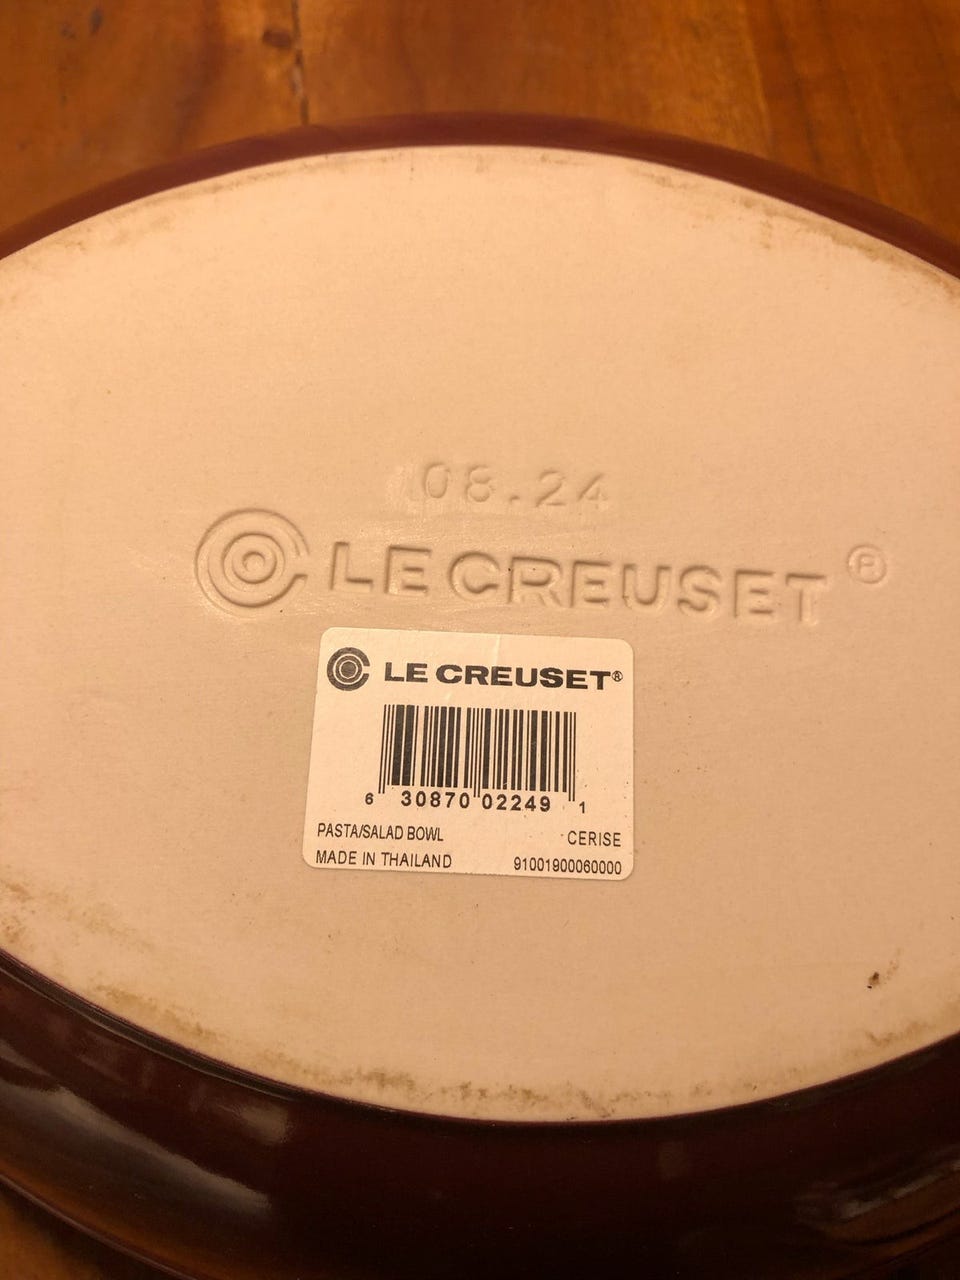 08.24
LE CREUSET®
LE CREUSET®
6 30870 02249 1
PASTA/SALAD BOWL CERISE
MADE IN THAILAND 91001900060000